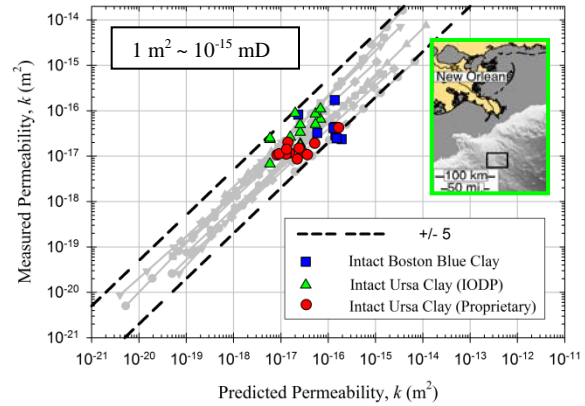 1 m² ~ 10⁻¹⁵ mD
New Orleans
100 km
50 mi.
+/- 5
Intact Boston Blue Clay
Intact Ursa Clay (IODP)
Intact Ursa Clay (Proprietary)
Measured Permeability, k (m²)
10⁻¹⁴
10⁻¹⁵
10⁻¹⁶
10⁻¹⁷
10⁻¹⁸
10⁻¹⁹
10⁻²⁰
10⁻²¹
10⁻²¹ 10⁻²⁰ 10⁻¹⁹ 10⁻¹⁸ 10⁻¹⁷ 10⁻¹⁶ 10⁻¹⁵ 10⁻¹⁴ 10⁻¹³ 10⁻¹²
Predicted Permeability, k (m²)